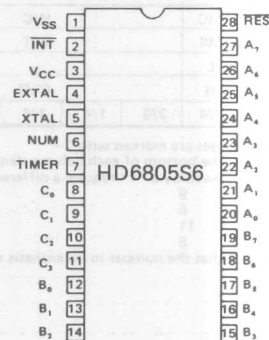 V_SS 1 28 RES
INT 2 27 A₇
V_CC 3 26 A₆
EXTAL 4 25 A₅
XTAL 5 24 A₄
NUM 6 23 A₃
TIMER 7 22 A₂
HD6805S6
C₀ 8 21 A₁
C₁ 9 20 A₀
C₂ 10 19 B₇
C₃ 11 18 B₆
B₀ 12 17 B₅
B₁ 13 16 B₄
B₂ 14 15 B₃